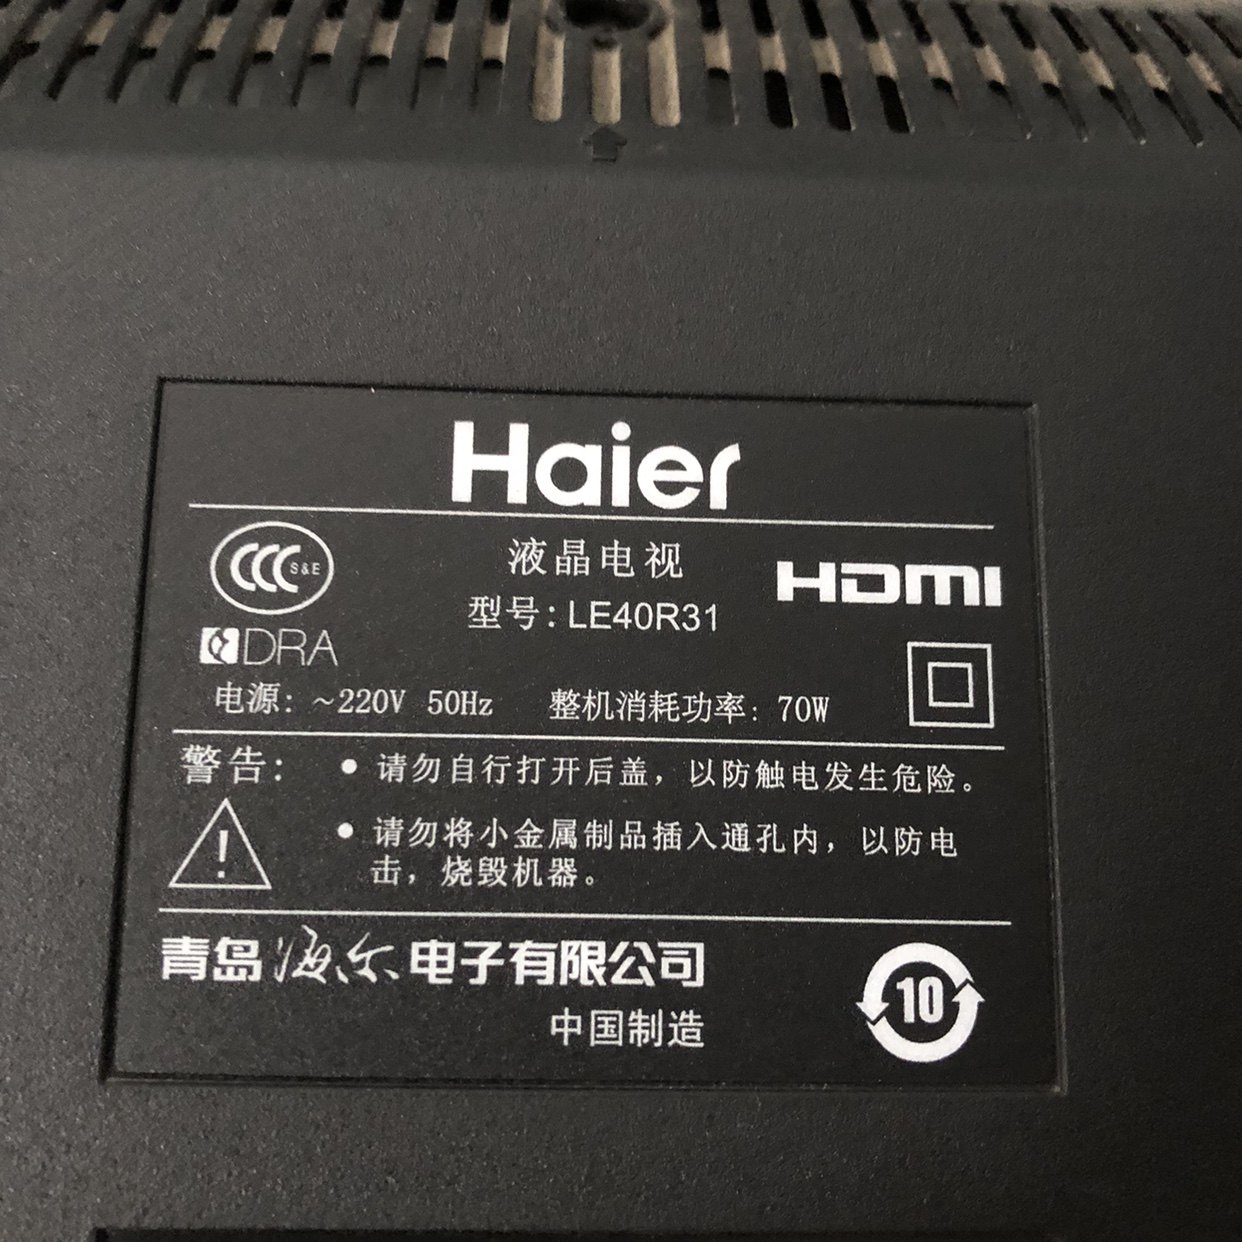 Haier
CCC S&E
液晶电视
HDMI
型号：LE40R31
DRA
电源：~220V 50Hz 整机消耗功率：70W
警告： ● 请勿自行打开后盖，以防触电发生危险。
● 请勿将小金属制品插入通孔内，以防电
击，烧毁机器。
青岛海尔电子有限公司
10
中国制造